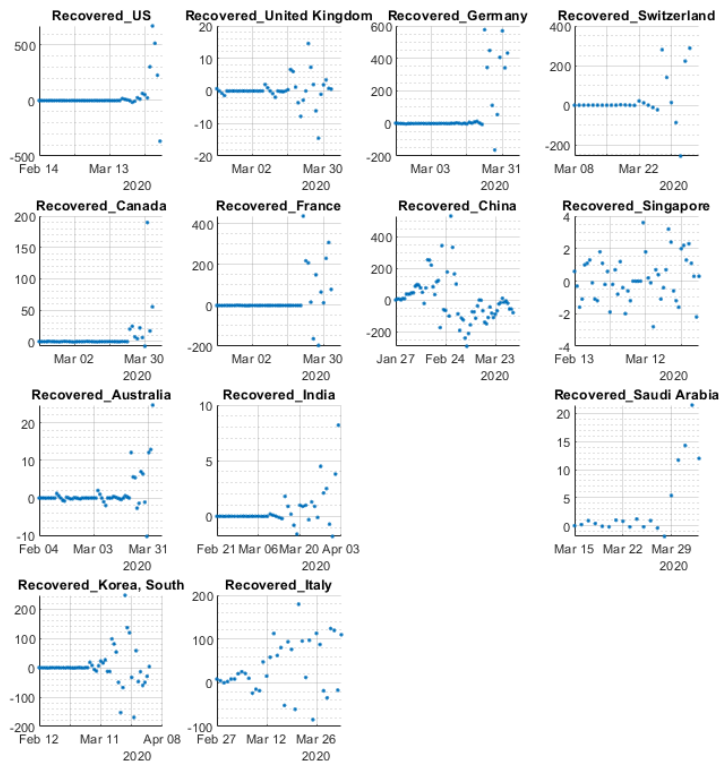 Recovered_US
Recovered_United Kingdom
Recovered_Germany
Recovered_Switzerland
500
0
-500
Feb 14 Mar 13
2020
20
10
0
-10
20
Mar 02 Mar 30
2020
600
400
200
0
-200
Mar 03 Mar 31
2020
400
200
0
-200
Mar 08 Mar 22
2020
Recovered_Canada
Recovered_France
Recovered_China
Recovered_Singapore
200
150
100
50
0
Mar 02 Mar 30
2020
400
200
0
-200
Mar 02 Mar 30
2020
400
200
0
-200
Jan 27 Feb 24 Mar 23
2020
4
2
0
-2
-4
Feb 13 Mar 12
2020
Recovered_Australia
Recovered_India
Recovered_Saudi Arabia
20
10
0
-10
Feb 04 Mar 03 Mar 31
2020
10
5
0
Feb 21 Mar 06 Mar 20 Apr 03
2020
20
15
10
5
0
Mar 15 Mar 22 Mar 29
2020
Recovered_Korea, South
Recovered_Italy
200
100
0
-100
-200
Feb 12 Mar 11 Apr 08
2020
200
100
0
-100
Feb 27 Mar 12 Mar 26
2020